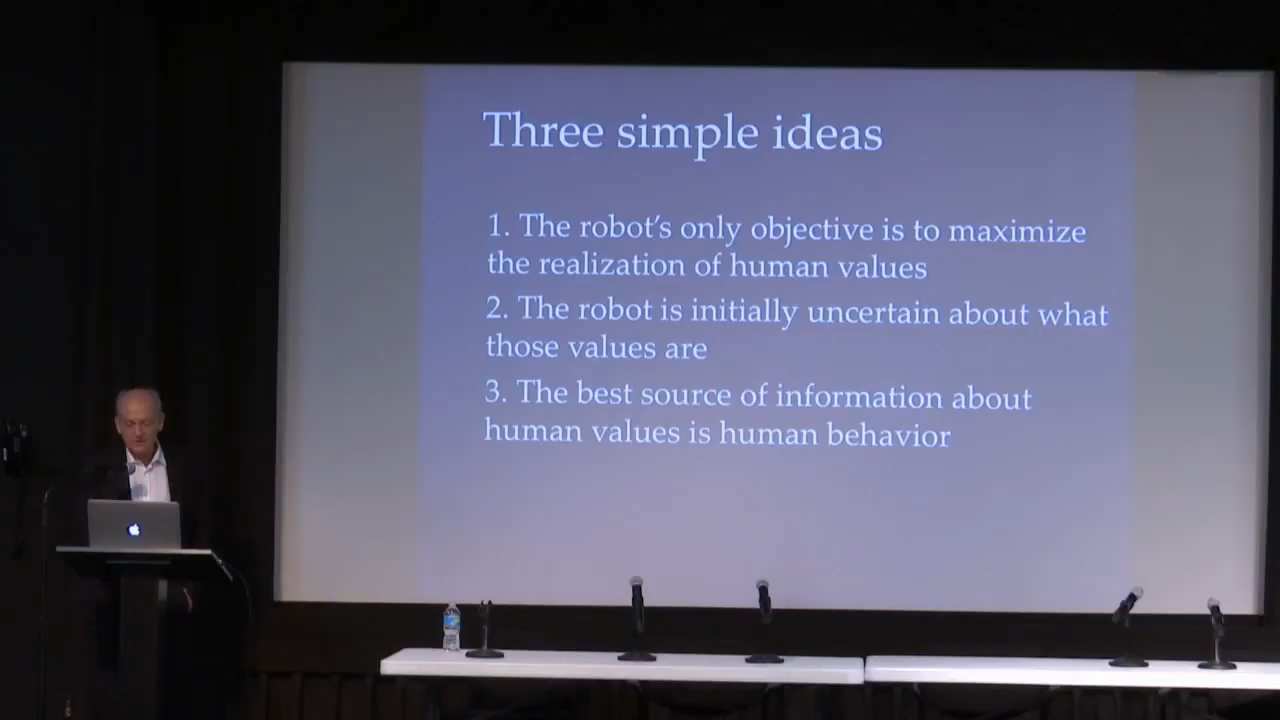 Three simple ideas
1. The robot's only objective is to maximize
the realization of human values
2. The robot is initially uncertain about what
those values are
3. The best source of information about
human values is human behavior